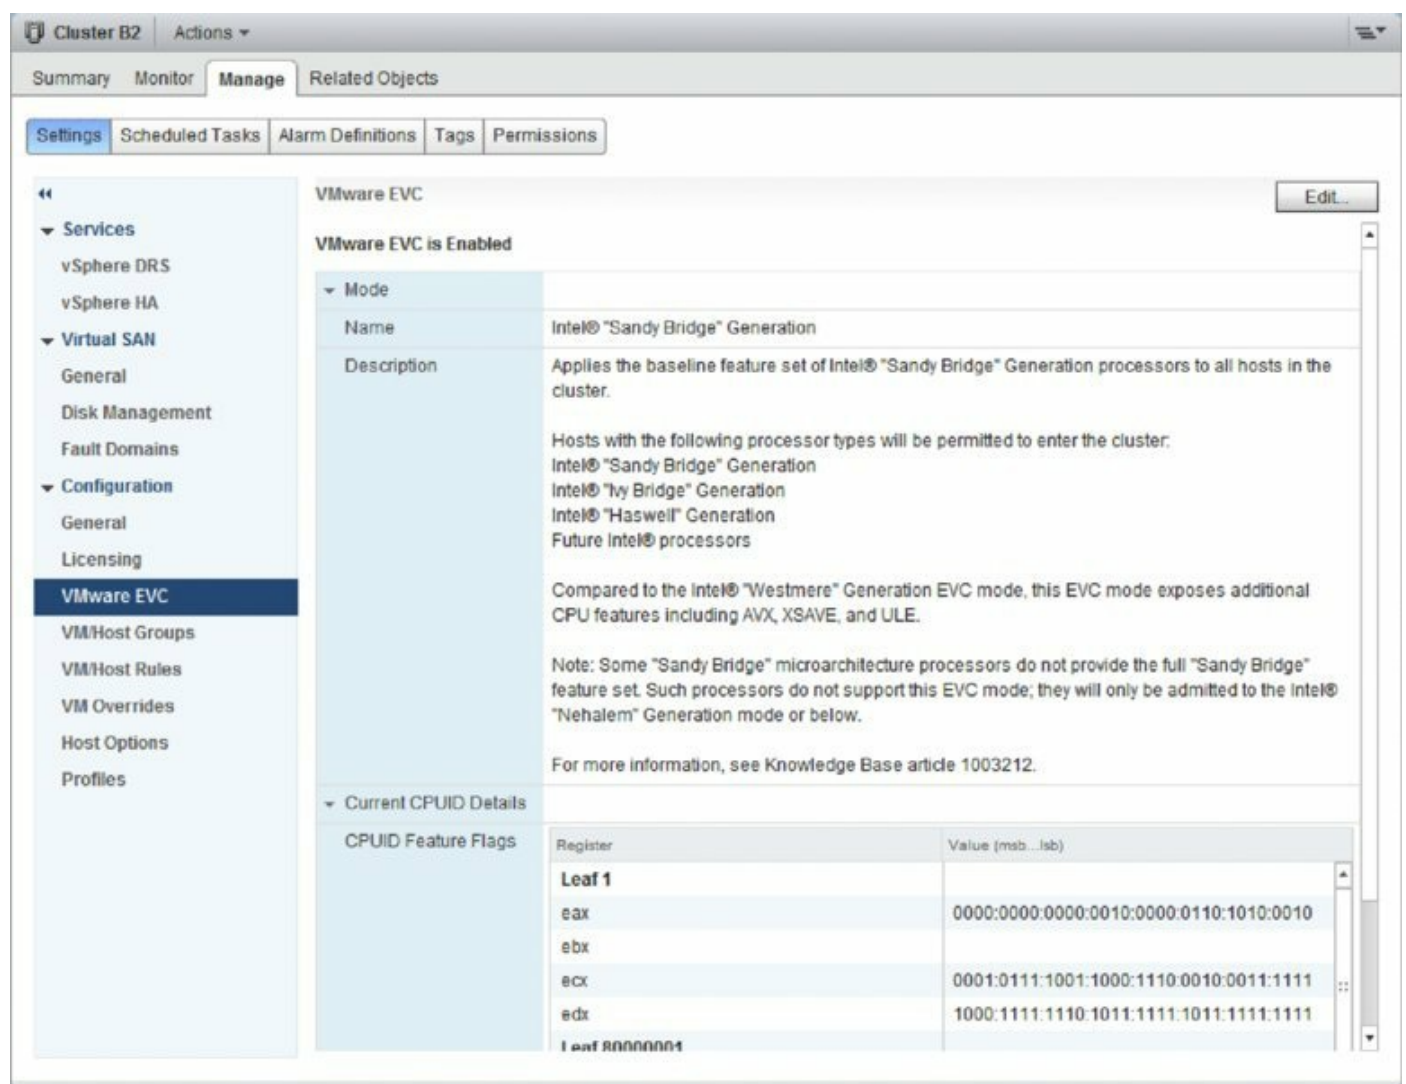 Cluster B2 Actions
Summary Monitor Manage Related Objects
Settings Scheduled Tasks Alarm Definitions Tags Permissions
Services
vSphere DRS
vSphere HA
Virtual SAN
General
Disk Management
Fault Domains
Configuration
General
Licensing
VMware EVC
VM/Host Groups
VM/Host Rules
VM Overrides
Host Options
Profiles
VMware EVC
Edit...
VMware EVC is Enabled
Mode
Name Intel® "Sandy Bridge" Generation
Description Applies the baseline feature set of Intel® "Sandy Bridge" Generation processors to all hosts in the
cluster.
Hosts with the following processor types will be permitted to enter the cluster:
Intel® "Sandy Bridge" Generation
Intel® "Ivy Bridge" Generation
Intel® "Haswell" Generation
Future Intel® processors
Compared to the Intel® "Westmere" Generation EVC mode, this EVC mode exposes additional
CPU features including AVX, XSAVE, and ULE.
Note: Some "Sandy Bridge" microarchitecture processors do not provide the full "Sandy Bridge"
feature set. Such processors do not support this EVC mode; they will only be admitted to the Intel®
"Nehalem" Generation mode or below.
For more information, see Knowledge Base article 1003212.
Current CPUID Details
CPUID Feature Flags
Register Value (msb...lsb)
Leaf 1
eax 0000:0000:0000:0010:0000:0110:1010:0010
ebx
ecx 0001:0111:1001:1000:1110:0010:0011:1111
edx 1000:1111:1110:1011:1111:1011:1111:1111
Leaf 80000001